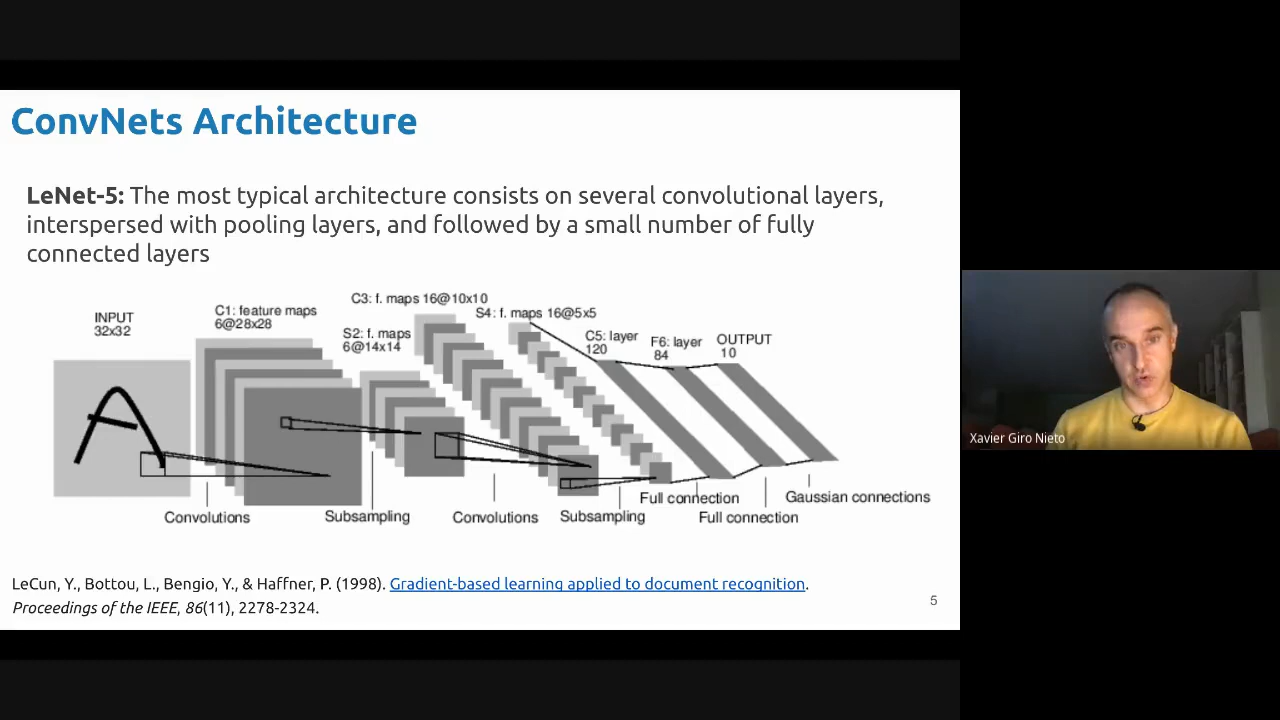 ConvNets Architecture
LeNet-5: The most typical architecture consists on several convolutional layers,
interspersed with pooling layers, and followed by a small number of fully
connected layers
INPUT
32x32
C1: feature maps
6@28x28
S2: f. maps
6@14x14
C3: f. maps 16@10x10
S4: f. maps 16@5x5
C5: layer
120
F6: layer
84
OUTPUT
10
A
Convolutions
Subsampling
Convolutions
Subsampling
Full connection
Full connection
Gaussian connections
LeCun, Y., Bottou, L., Bengio, Y., & Haffner, P. (1998). Gradient-based learning applied to document recognition.
Proceedings of the IEEE, 86(11), 2278-2324.
5
Xavier Giro Nieto